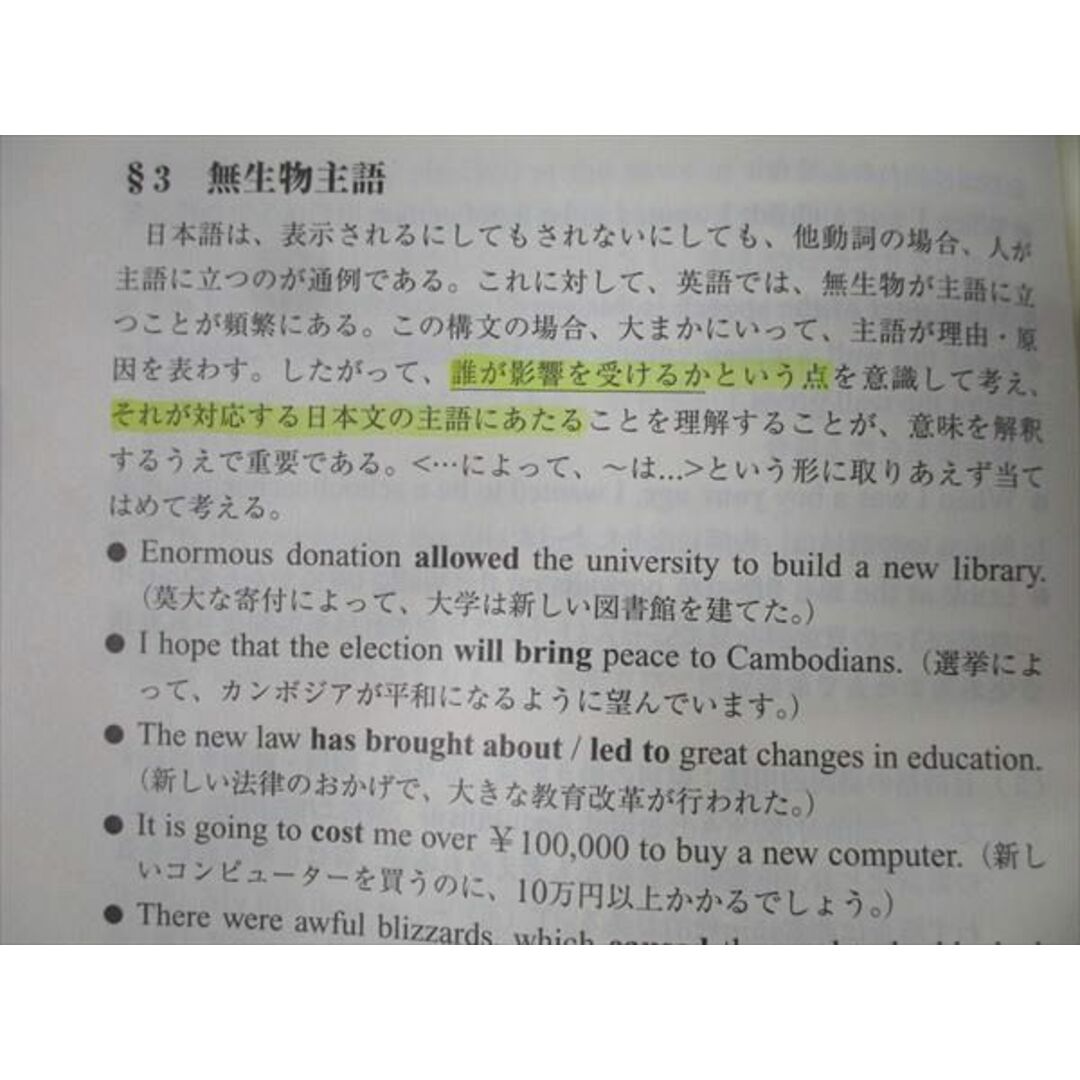 §3 無生物主語
日本語は、表示されるにしてもされないにしても、他動詞の場合、人が
主語に立つのが通例である。これに対して、英語では、無生物が主語に立
つことが頻繁にある。この構文の場合、大まかにいって、主語が理由・原
因を表わす。したがって、誰が影響を受けるかという点を意識して考え、
それが対応する日本文の主語にあたることを理解することが、意味を解釈
するうえで重要である。<…によって、～は...>という形に取りあえず当て
はめて考える。
● Enormous donation allowed the university to build a new library.
（莫大な寄付によって、大学は新しい図書館を建てた。）
● I hope that the election will bring peace to Cambodians.（選挙によ
って、カンボジアが平和になるように望んでいます。）
● The new law has brought about / led to great changes in education.
（新しい法律のおかげで、大きな教育改革が行われた。）
● It is going to cost me over ￥100,000 to buy a new computer.（新し
いコンピューターを買うのに、10万円以上かかるでしょう。）
● There were awful blizzards, which caused